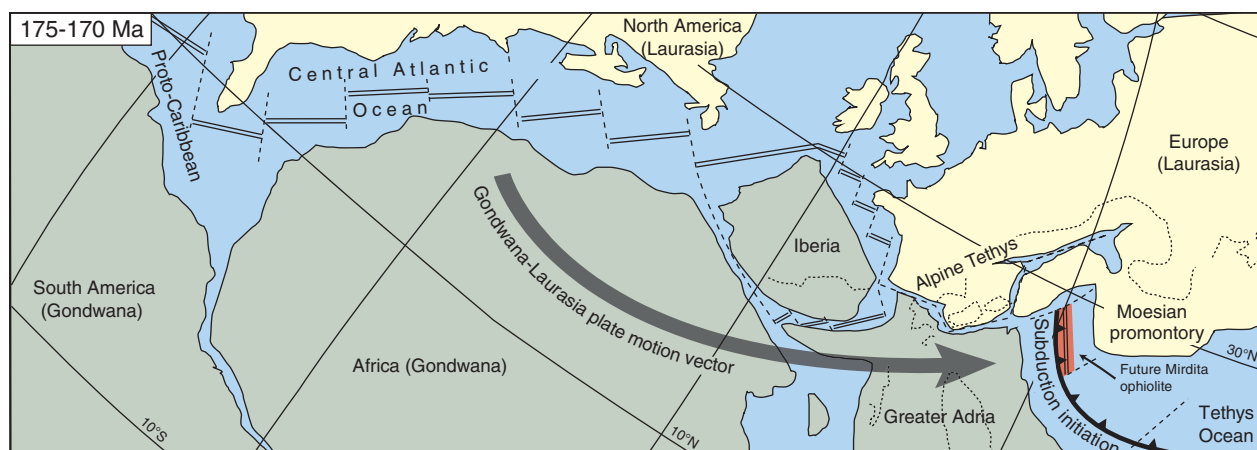 175-170 Ma
North America
(Laurasia)
Central Atlantic
Ocean
Proto-Caribbean
Europe
(Laurasia)
Gondwana-Laurasia plate motion vector
Iberia
Alpine Tethys
South America
(Gondwana)
Moesian
promontory
Africa (Gondwana)
Subduction Initiation
Future Mirdita
ophiolite
30°N
Greater Adria
Tethys
Ocean
10°S
10°N